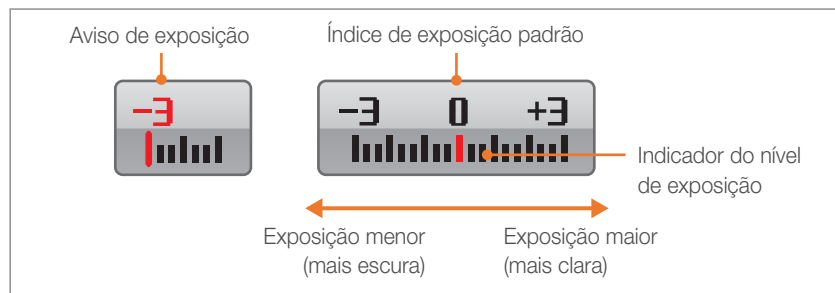 Aviso de exposição
Índice de exposição padrão
-3
-3 0 +3
Indicador do nível
de exposição
Exposição menor
(mais escura)
Exposição maior
(mais clara)